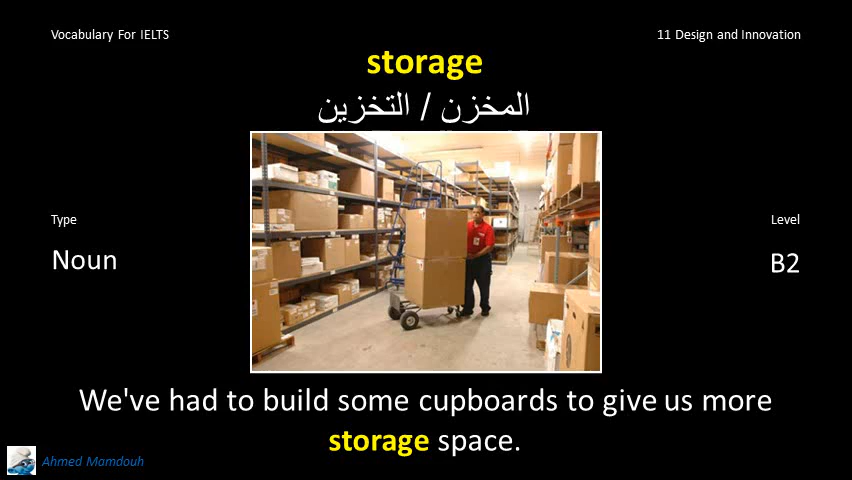 Vocabulary For IELTS
11 Design and Innovation
storage
المخزن / التخزين
Type
Level
Noun
B2
We've had to build some cupboards to give us more
storage space.
Ahmed Mamdouh